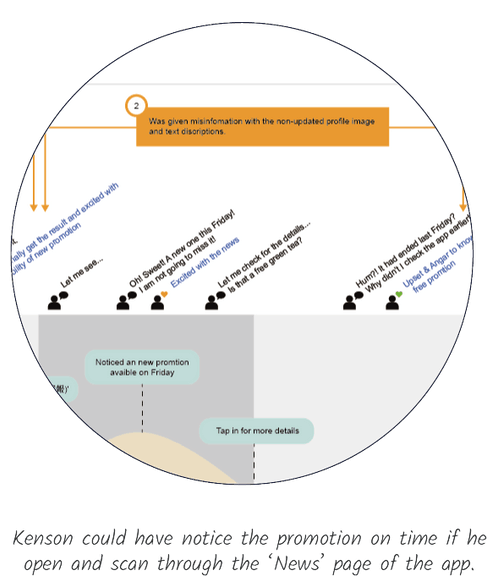 2
Was given misinfomation with the non-updated profile image
and text discriptions.
get the result and excited with
of new promotion
Let me see...
Oh! Sweet! A new one this Friday!
I am not going to miss it!
Excited with the news
Let me check for the details...
Is that a free green tea?
Hum?! It had ended last Friday?
Why didn't I check the app earlier
Upset & Angar to know
free promtion
Noticed an new promtion
avaible on Friday
Tap in for more details
Kenson could have notice the promotion on time if he
open and scan through the ‘News’ page of the app.